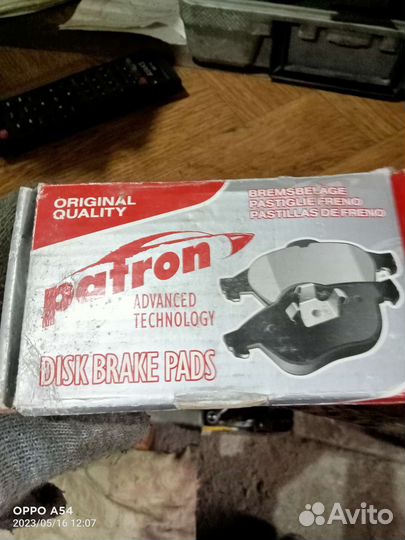 ORIGINAL
QUALITY
BREMSBELÄGE
PASTIGLIE FRENO
PASTILLAS DE FRENO
patron
ADVANCED
TECHNOLOGY
DISK BRAKE PADS
OPPO A54
2023/05/16 12:07
Avito